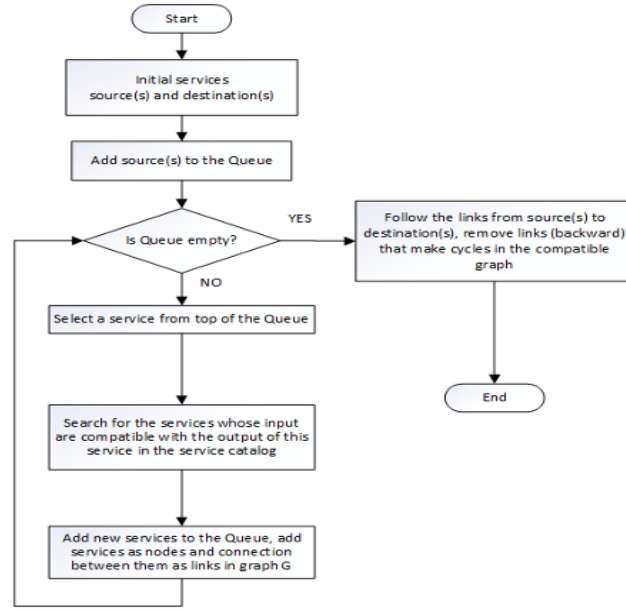 Start
Initial services
source(s) and destination(s)
Add source(s) to the Queue
Is Queue empty?
YES
NO
Follow the links from source(s) to
destination(s), remove links (backward)
that make cycles in the compatible
graph
End
Select a service from top of the Queue
Search for the services whose input
are compatible with the output of this
service in the service catalog
Add new services to the Queue, add
services as nodes and connection
between them as links in graph G